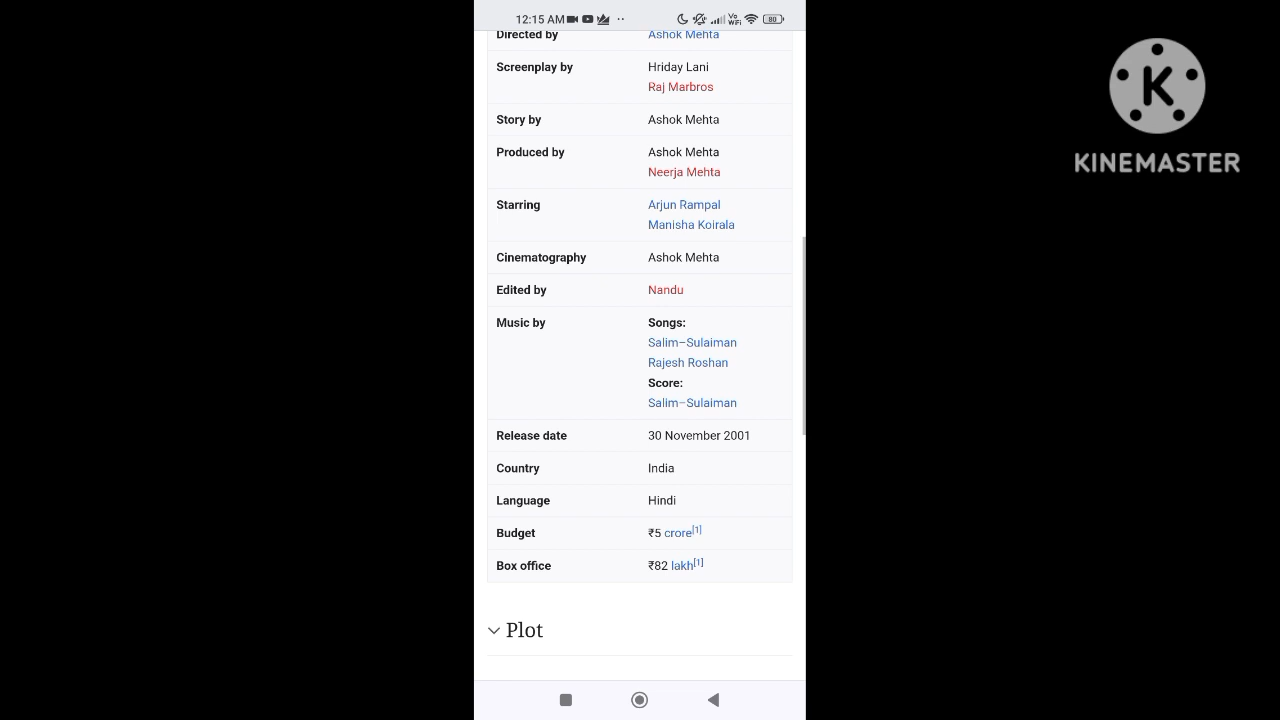 12:15 AM
Vo WiFi
80
Directed by Ashok Mehta
Screenplay by Hriday Lani
Raj Marbros
Story by Ashok Mehta
Produced by Ashok Mehta
Neerja Mehta
Starring Arjun Rampal
Manisha Koirala
Cinematography Ashok Mehta
Edited by Nandu
Music by Songs:
Salim–Sulaiman
Rajesh Roshan
Score:
Salim–Sulaiman
Release date 30 November 2001
Country India
Language Hindi
Budget ₹5 crore[1]
Box office ₹82 lakh[1]
Plot
K
KINEMASTER